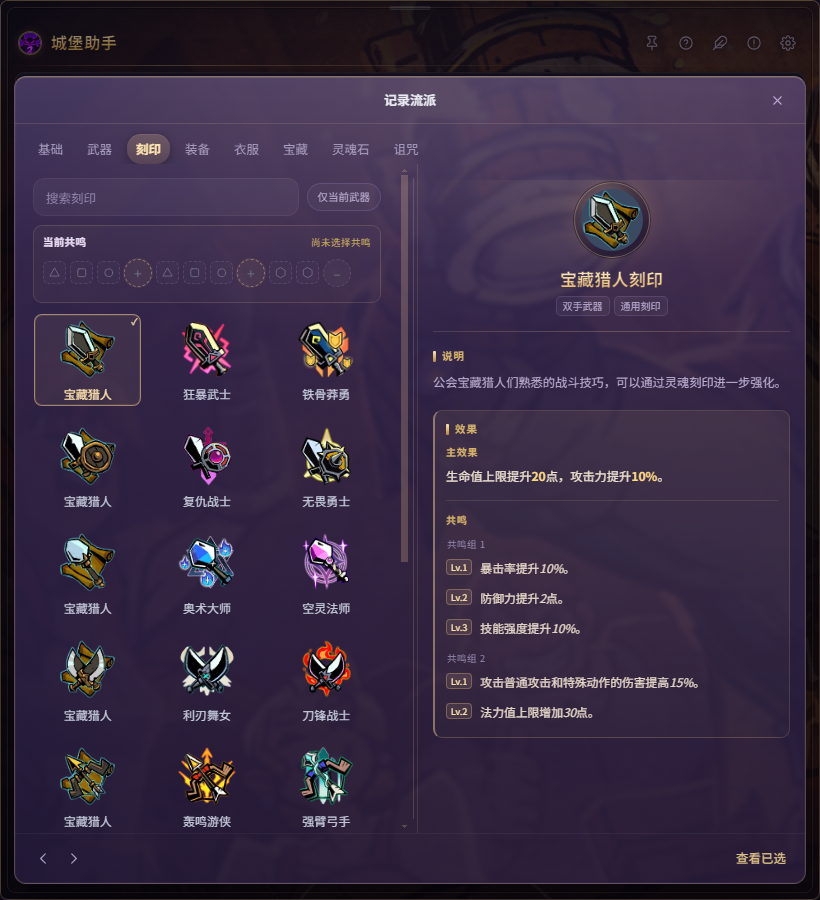 城堡助手
记录流派
基础 武器 刻印 装备 衣服 宝藏 灵魂石 诅咒
搜索刻印
仅当前武器
当前共鸣
尚未选择共鸣
宝藏猎人 狂暴武士 铁骨莽勇
宝藏猎人 复仇战士 无畏勇士
宝藏猎人 奥术大师 空灵法师
宝藏猎人 利刃舞女 刀锋战士
宝藏猎人 轰鸣游侠 强臂弓手
宝藏猎人刻印
双手武器 通用刻印
说明
公会宝藏猎人们熟悉的战斗技巧，可以通过灵魂刻印进一步强化。
效果
主效果
生命值上限提升20点，攻击力提升10%。
共鸣
共鸣组 1
Lv.1 暴击率提升10%。
Lv.2 防御力提升2点。
Lv.3 技能强度提升10%。
共鸣组 2
Lv.1 攻击普通攻击和特殊动作的伤害提高15%。
Lv.2 法力值上限增加30点。
查看已选